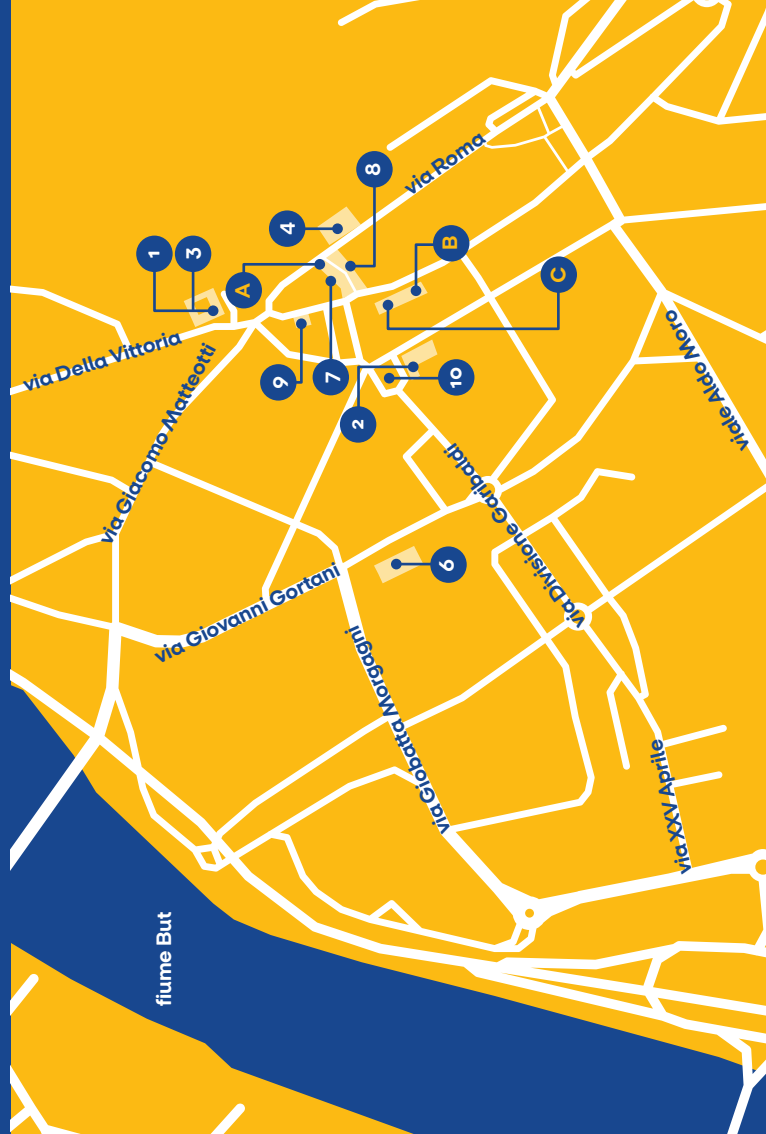 8
via Roma
4
1
3
A
B
C
via Della Vittoria
via Giacomo Matteotti
9
7
2
10
viale Aldo Moro
via Divisione Garibaldi
6
via Giovanni Gortani
via Giobatta Morgagni
via XXV Aprile
fiume But